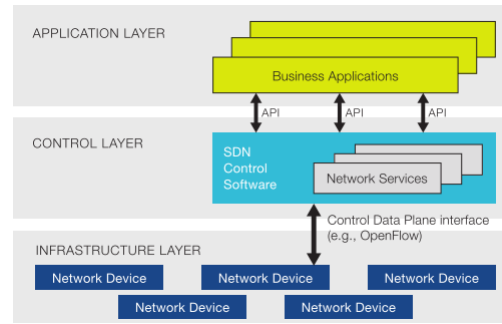 APPLICATION LAYER
Business Applications
API
API
API
CONTROL LAYER
SDN
Control
Software
Network Services
Control Data Plane interface
(e.g., OpenFlow)
INFRASTRUCTURE LAYER
Network Device
Network Device
Network Device
Network Device
Network Device